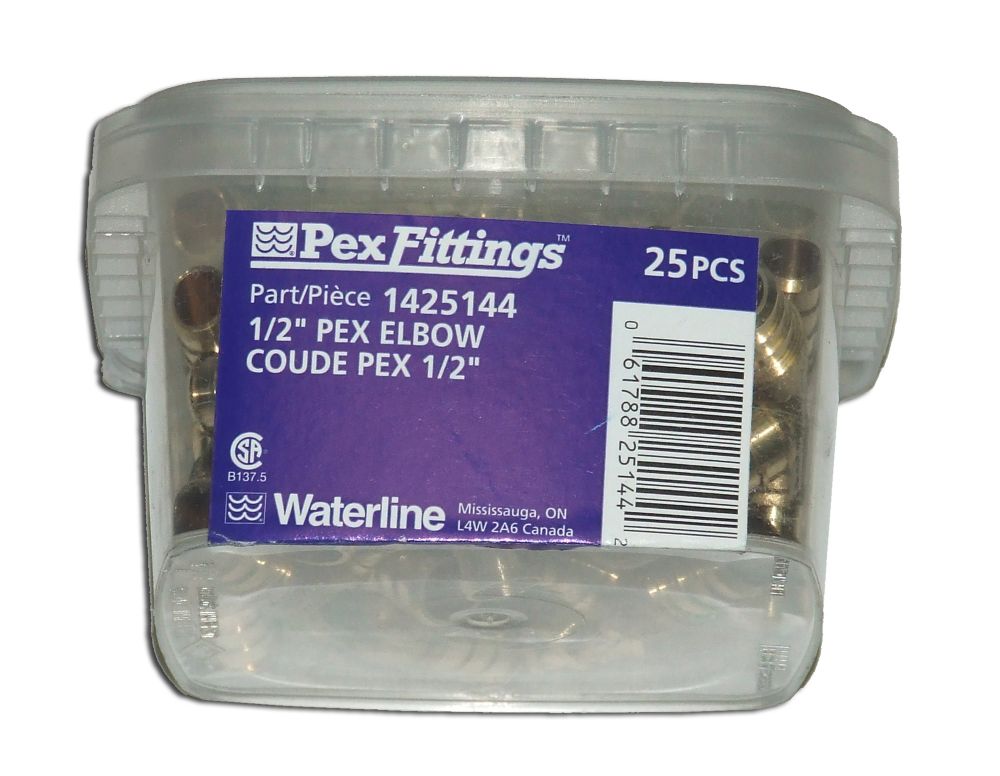 PexFittings™
25PCS
Part/Pièce 1425144
1/2" PEX ELBOW
COUDE PEX 1/2"
CSA
B137.5
Waterline
Mississauga, ON
L4W 2A6 Canada
0 61788 25144 2